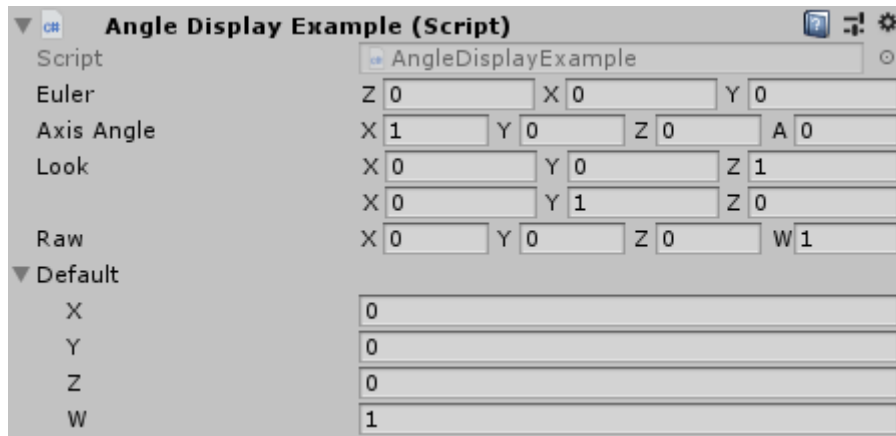 Angle Display Example (Script)
Script AngleDisplayExample
Euler Z 0 X 0 Y 0
Axis Angle X 1 Y 0 Z 0 A 0
Look X 0 Y 0 Z 1
X 0 Y 1 Z 0
Raw X 0 Y 0 Z 0 W 1
Default
X 0
Y 0
Z 0
W 1